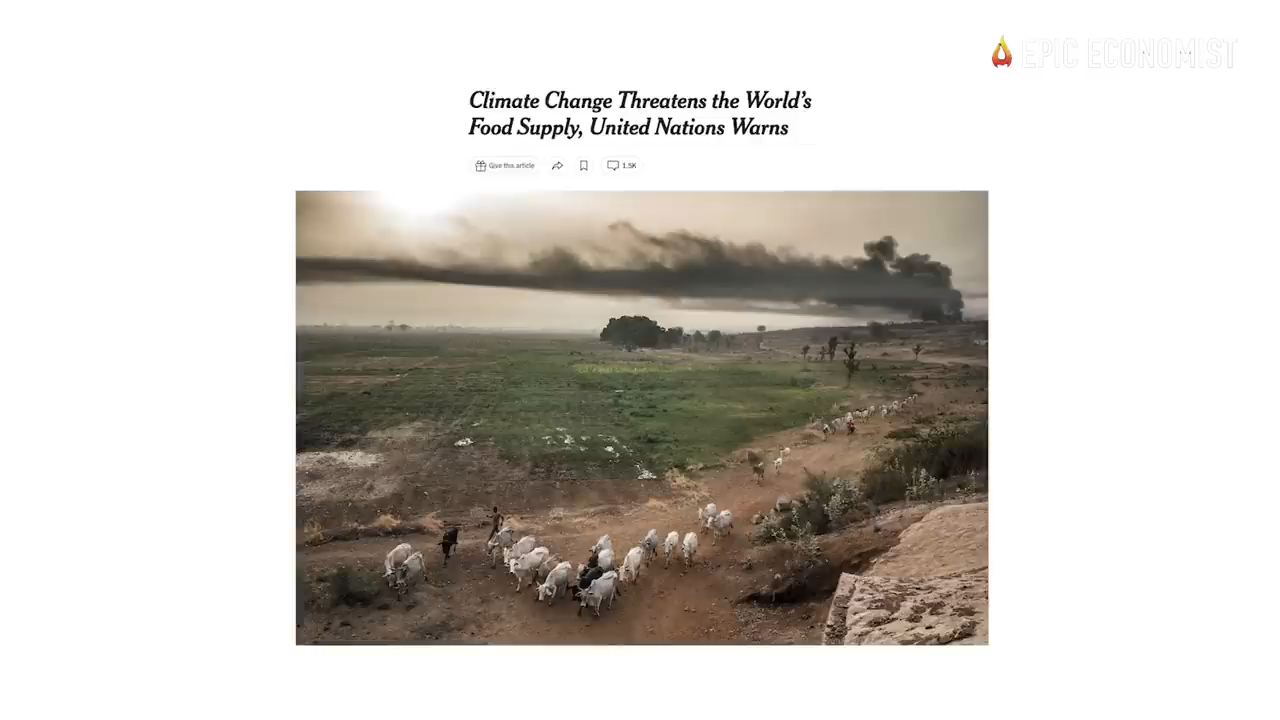 EPIC ECONOMIST
Climate Change Threatens the World’s
Food Supply, United Nations Warns
Give this article
1.5K